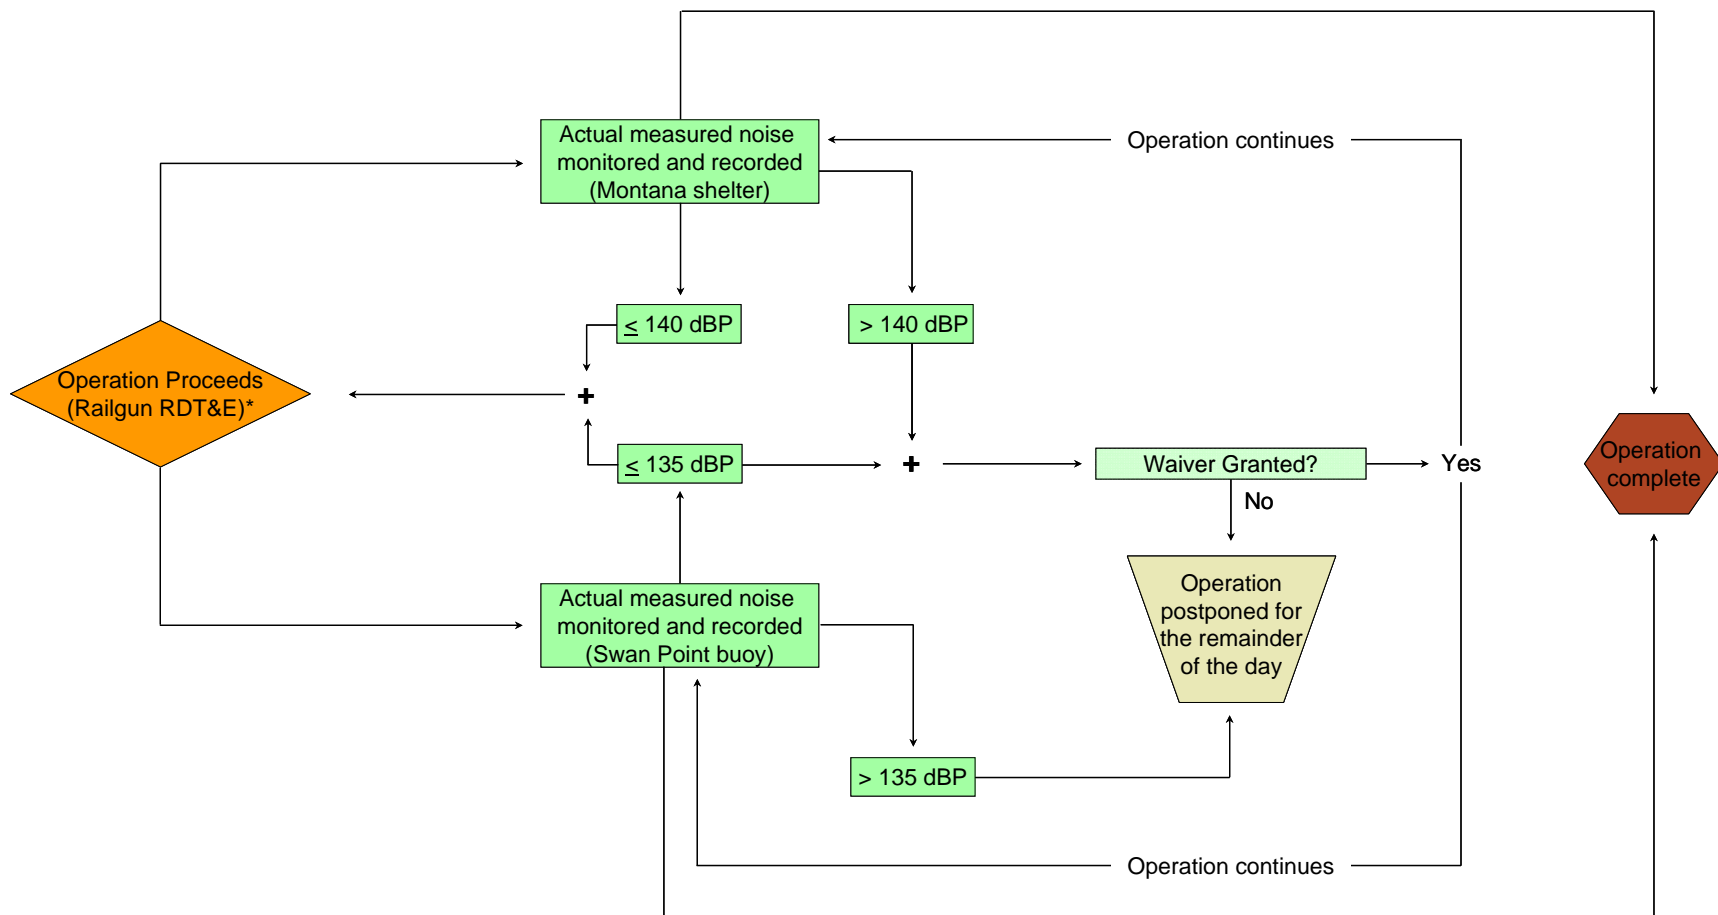 Actual measured noise
monitored and recorded
(Montana shelter)
Operation continues
≤ 140 dBP
> 140 dBP
Operation Proceeds
(Railgun RDT&E)*
+
≤ 135 dBP
+
Waiver Granted?
Yes
No
Operation
complete
Actual measured noise
monitored and recorded
(Swan Point buoy)
Operation
postponed for
the remainder
of the day
> 135 dBP
Operation continues